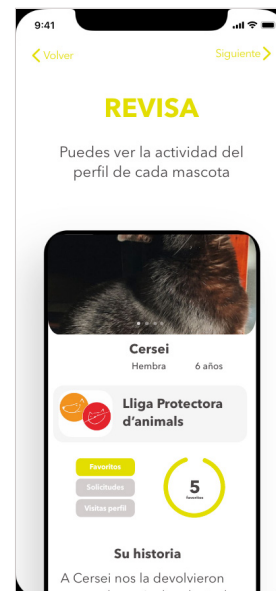 9:41
Volver
Siguiente
REVISA
Puedes ver la actividad del
perfil de cada mascota
Cersei
Hembra 6 años
Lliga Protectora
d'animals
Favoritos
Solicitudes
Visitas perfil
5
favoritos
Su historia
A Cersei nos la devolvieron